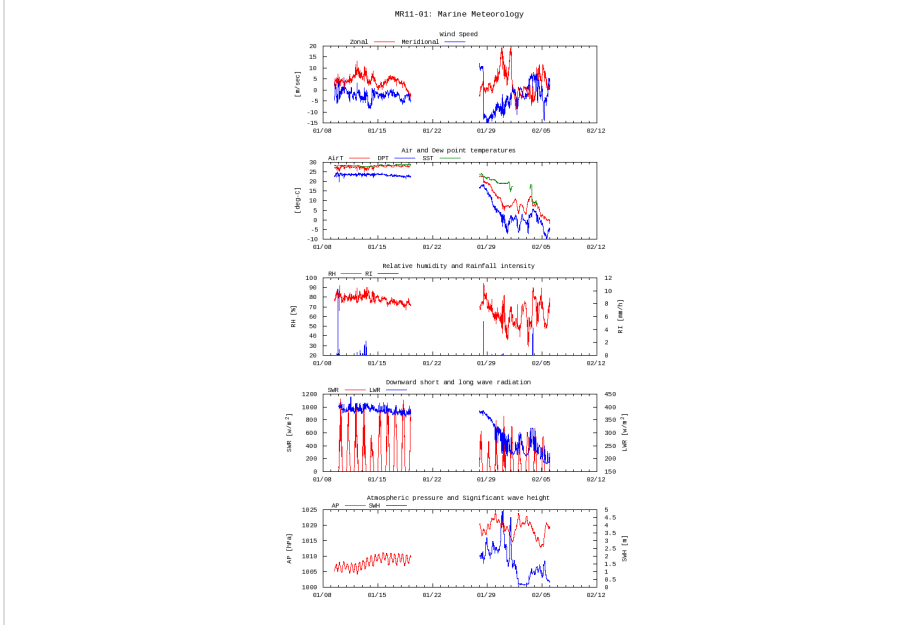 MR11-01: Marine Meteorology
Wind Speed
Zonal Meridional
20
15
10
5
0
-5
-10
-15
[m/sec]
01/08 01/15 01/22 01/29 02/05 02/12
Air and Dew point temperatures
AirT DPT SST
30
25
20
15
10
5
0
-5
-10
[deg-C]
01/08 01/15 01/22 01/29 02/05 02/12
Relative humidity and Rainfall intensity
RH RI
100
90
80
70
60
50
40
30
20
RH [%]
12
10
8
6
4
2
0
RI [mm/h]
01/08 01/15 01/22 01/29 02/05 02/12
Downward short and long wave radiation
SWR LWR
1200
1000
800
600
400
200
0
SWR [w/m²]
450
400
350
300
250
200
150
LWR [w/m²]
01/08 01/15 01/22 01/29 02/05 02/12
Atmospheric pressure and Significant wave height
AP SWH
1025
1020
1015
1010
1005
1000
AP [hPa]
5
4.5
4
3.5
3
2.5
2
1.5
1
0.5
0
SWH [m]
01/08 01/15 01/22 01/29 02/05 02/12